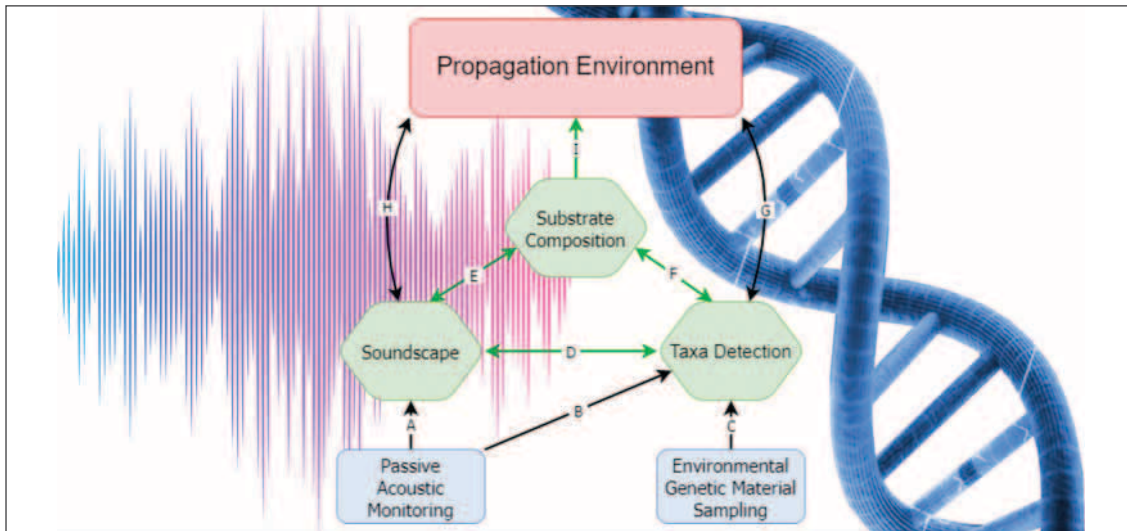 Propagation Environment
I
H
G
Substrate
Composition
E
F
Soundscape
D
Taxa Detection
A
B
C
Passive
Acoustic
Monitoring
Environmental
Genetic Material
Sampling